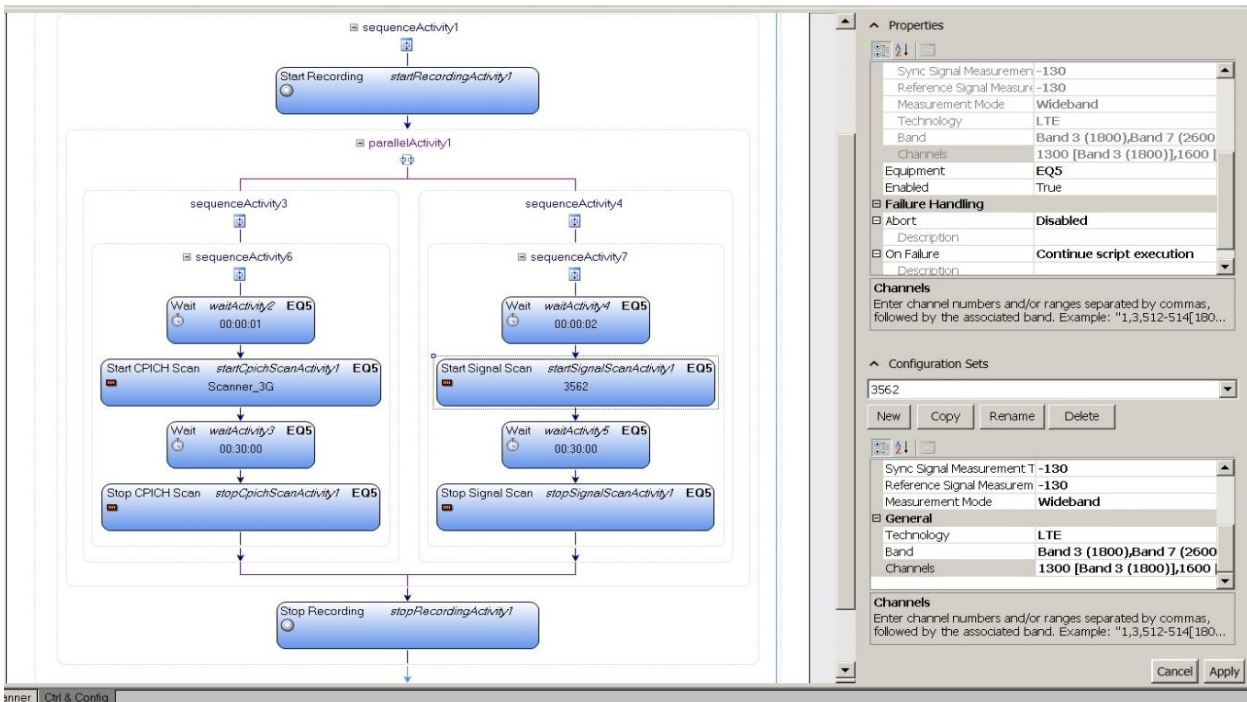 sequenceActivity1
Start Recording startRecordingActivity1
parallelActivity1
sequenceActivity3
sequenceActivity4
sequenceActivity6
sequenceActivity7
Wait waitActivity2 EQ5
00:00:01
Wait waitActivity4 EQ5
00:00:02
Start CPICH Scan startCpichScanActivity1 EQ5
Scanner_3G
Start Signal Scan startSignalScanActivity1 EQ5
3562
Wait waitActivity3 EQ5
00:30:00
Wait waitActivity5 EQ5
00:30:00
Stop CPICH Scan stopCpichScanActivity1 EQ5
Stop Signal Scan stopSignalScanActivity1 EQ5
Stop Recording stopRecordingActivity1
anner Ctrl & Config
Properties
Sync Signal Measuremen -130
Reference Signal Measure -130
Measurement Mode Wideband
Technology LTE
Band Band 3 (1800),Band 7 (2600
Channels 1300 [Band 3 (1800)],1600 [
Equipment EQ5
Enabled True
Failure Handling
Abort Disabled
Description
On Failure Continue script execution
Description
Channels
Enter channel numbers and/or ranges separated by commas,
followed by the associated band. Example: "1,3,512-514[180...
Configuration Sets
3562
New Copy Rename Delete
Sync Signal Measurement T -130
Reference Signal Measurem -130
Measurement Mode Wideband
General
Technology LTE
Band Band 3 (1800),Band 7 (2600
Channels 1300 [Band 3 (1800)],1600
Channels
Enter channel numbers and/or ranges separated by commas,
followed by the associated band. Example: "1,3,512-514[180...
Cancel Apply